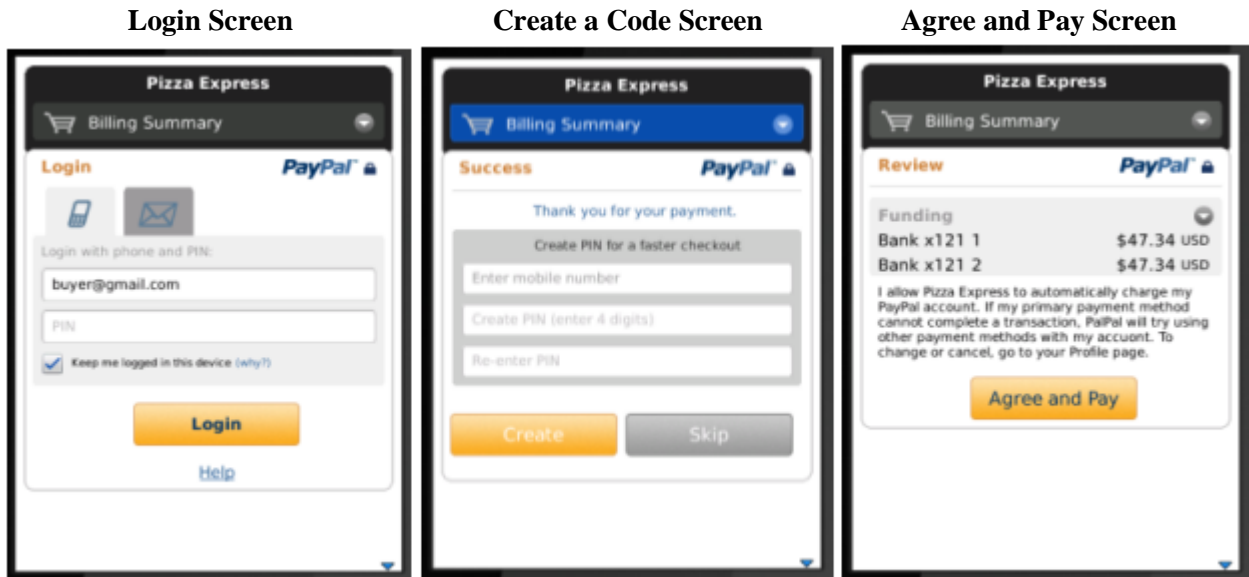 Login Screen
Pizza Express
Billing Summary
Login
PayPal™
Login with phone and PIN:
buyer@gmail.com
PIN
Keep me logged in this device (why?)
Login
Help
Create a Code Screen
Pizza Express
Billing Summary
Success
PayPal™
Thank you for your payment.
Create PIN for a faster checkout
Enter mobile number
Create PIN (enter 4 digits)
Re-enter PIN
Create
Skip
Agree and Pay Screen
Pizza Express
Billing Summary
Review
PayPal™
Funding
Bank x121 1 $47.34 USD
Bank x121 2 $47.34 USD
I allow Pizza Express to automatically charge my
PayPal account. If my primary payment method
cannot complete a transaction, PalPal will try using
other payment methods with my accuont. To
change or cancel, go to your Profile page.
Agree and Pay